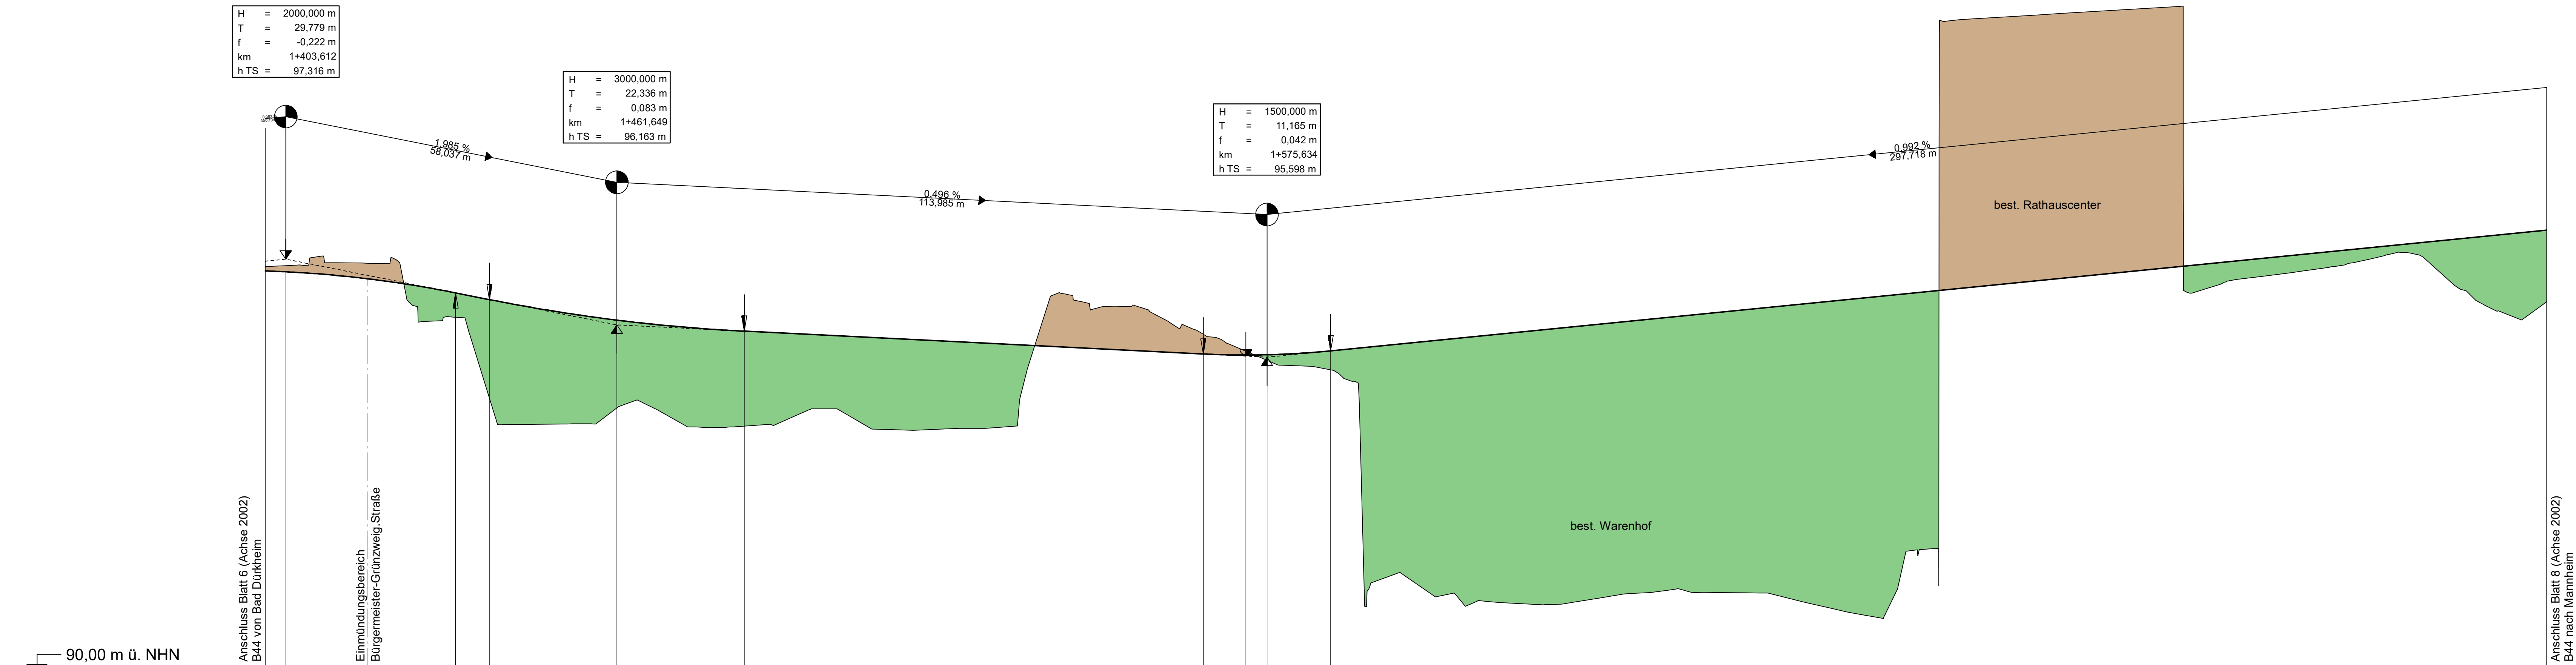 H = 2000,000 m
T = 29,779 m
f = -0,222 m
km 1+403,612
h TS = 97,316 m
H = 3000,000 m
T = 22,336 m
f = 0,083 m
km 1+461,649
h TS = 96,163 m
H = 1500,000 m
T = 11,165 m
f = 0,042 m
km 1+575,634
h TS = 95,598 m
1,985 %
58,037 m
0,496 %
113,985 m
0,992 %
297,718 m
best. Rathauscenter
best. Warenhof
Anschluss Blatt 6 (Achse 2002)
B44 von Bad Dürkheim
Einmündungsbereich
Bürgermeister-Grünzweig.Straße
Anschluss Blatt 8 (Achse 2002)
B44 nach Mannheim
90,00 m ü. NHN